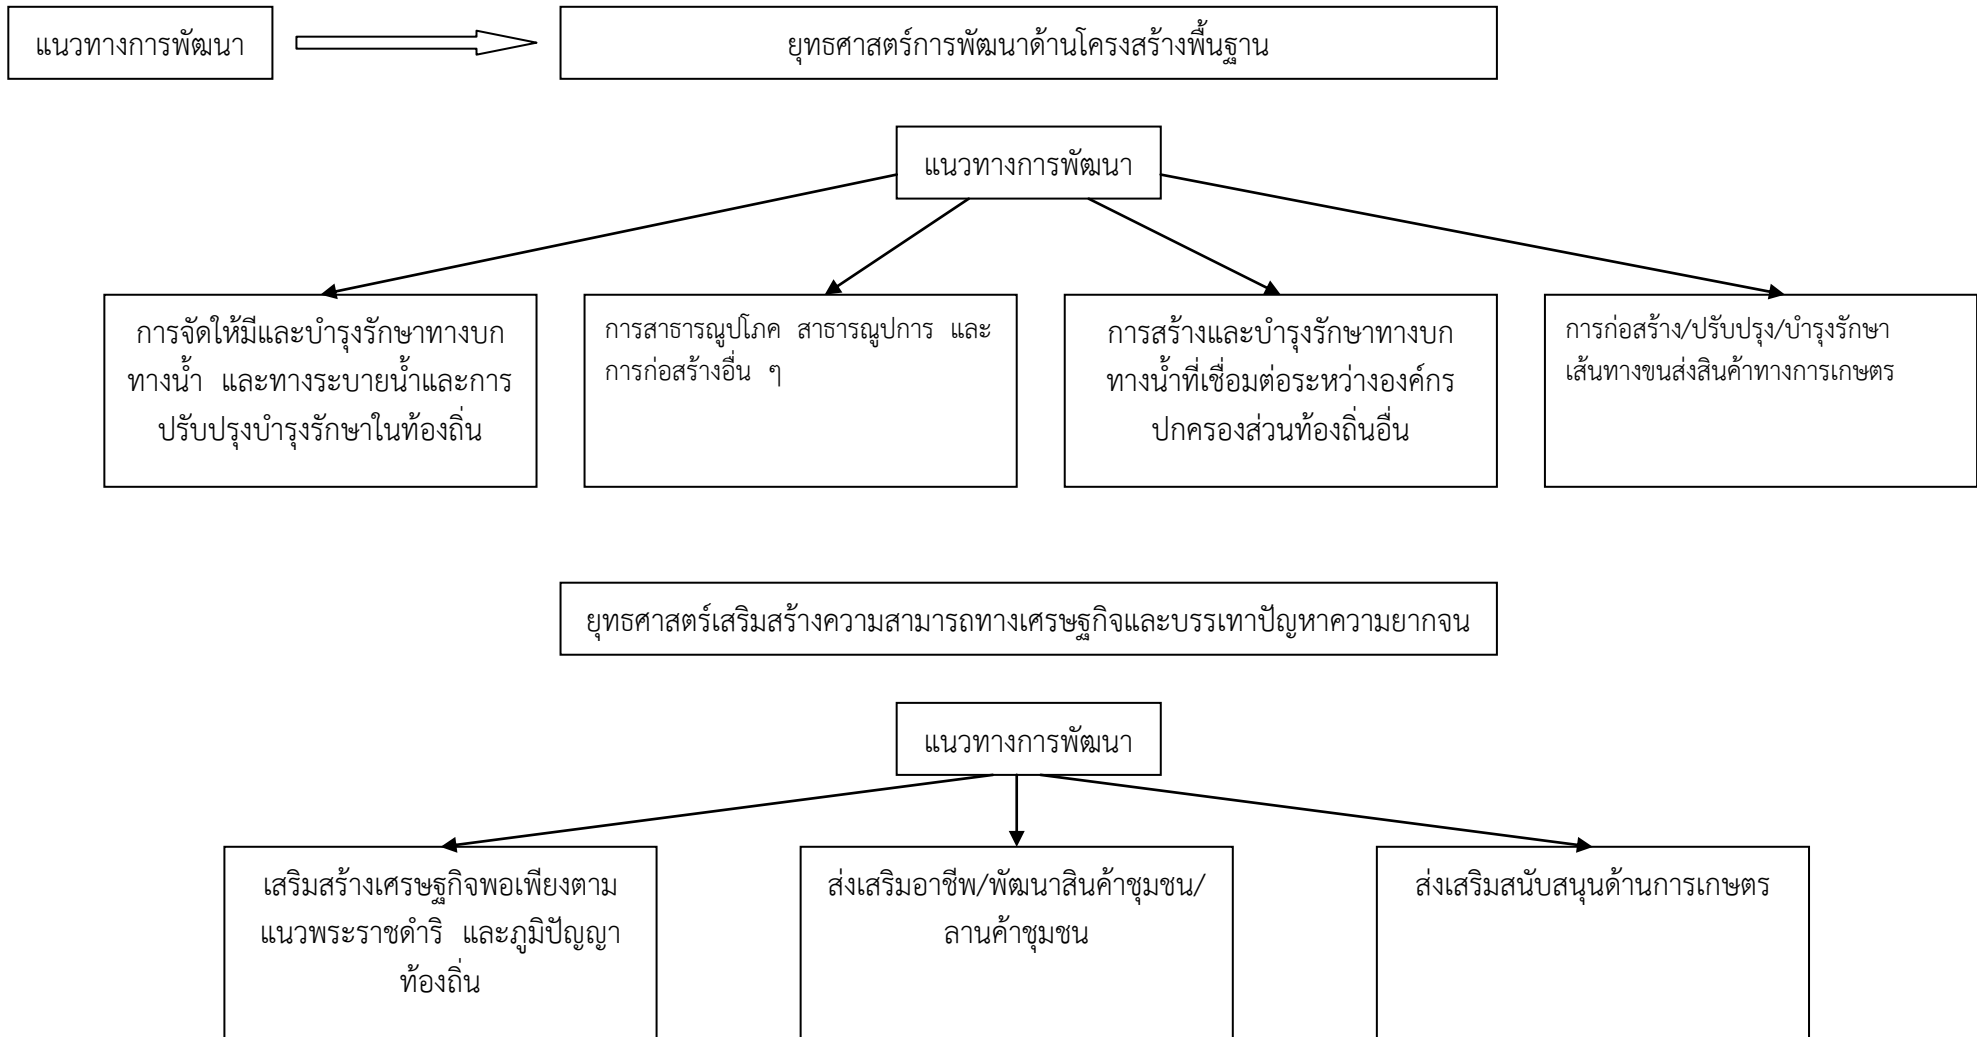 แนวทางการพัฒนา
ยุทธศาสตร์การพัฒนาด้านโครงสร้างพื้นฐาน
แนวทางการพัฒนา
การจัดให้มีและบำรุงรักษาทางบก
ทางน้ำ และทางระบายน้ำและการ
ปรับปรุงบำรุงรักษาในท้องถิ่น
การสาธารณูปโภค สาธารณูปการ และ
การก่อสร้างอื่น ๆ
การสร้างและบำรุงรักษาทางบก
ทางน้ำที่เชื่อมต่อระหว่างองค์กร
ปกครองส่วนท้องถิ่นอื่น
การก่อสร้าง/ปรับปรุง/บำรุงรักษา
เส้นทางขนส่งสินค้าทางการเกษตร
ยุทธศาสตร์เสริมสร้างความสามารถทางเศรษฐกิจและบรรเทาปัญหาความยากจน
แนวทางการพัฒนา
เสริมสร้างเศรษฐกิจพอเพียงตาม
แนวพระราชดำริ และภูมิปัญญา
ท้องถิ่น
ส่งเสริมอาชีพ/พัฒนาสินค้าชุมชน/
ลานค้าชุมชน
ส่งเสริมสนับสนุนด้านการเกษตร